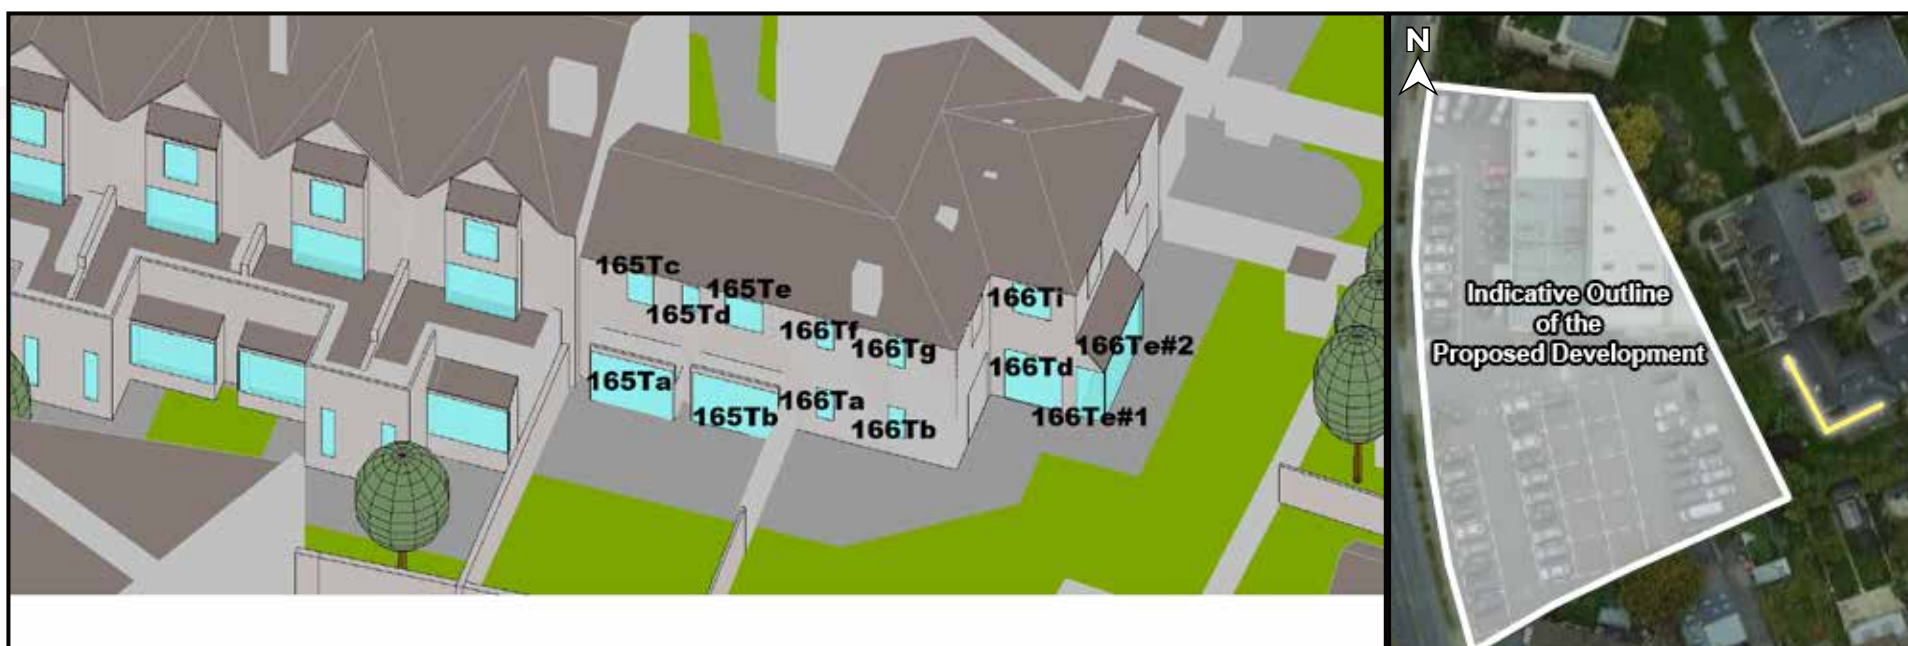 165Tc
165Te
165Td
166Tf
166Tg
166Ti
166Te#2
166Td
165Ta
165Tb
166Ta
166Tb
166Te#1
N
Indicative Outline
of the
Proposed Development